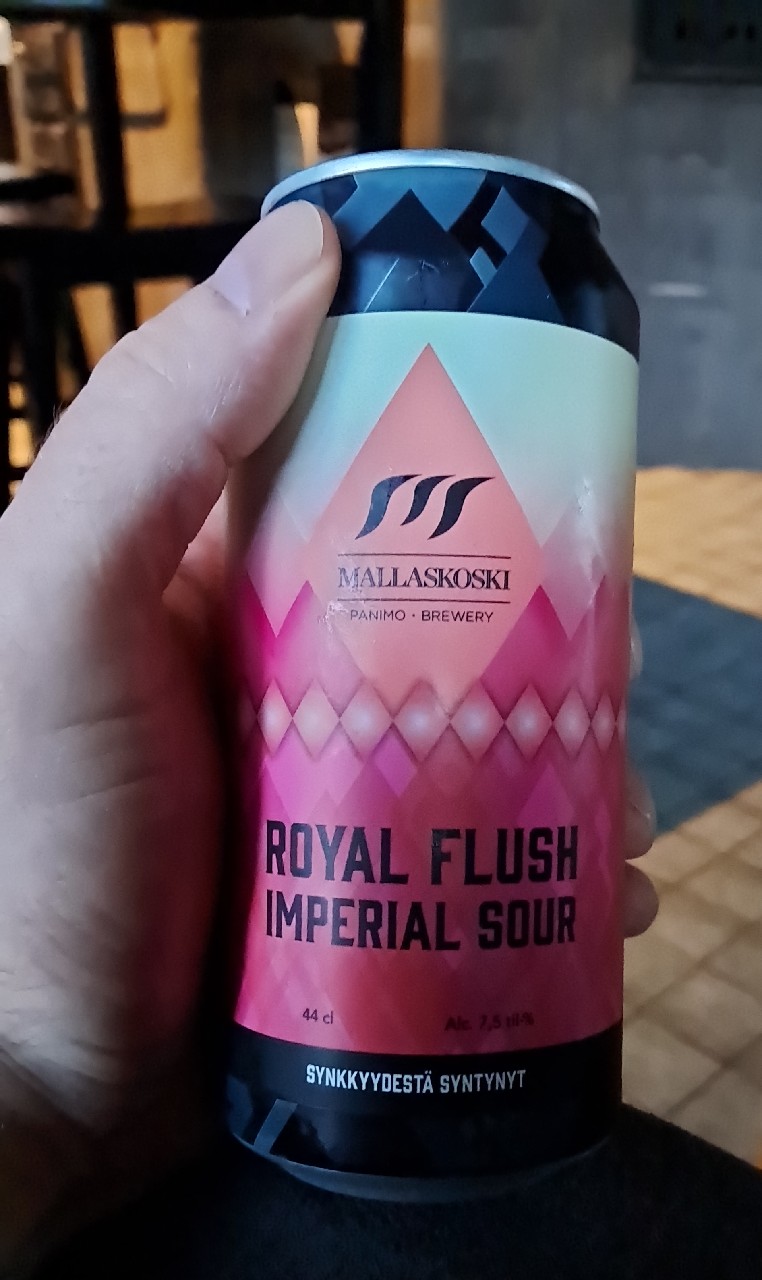 MALLASKOSKI
PANIMO • BREWERY
ROYAL FLUSH
IMPERIAL SOUR
44 cl
Alc. 7,5 til-%
SYNKKYYDESTÄ SYNTYNYT